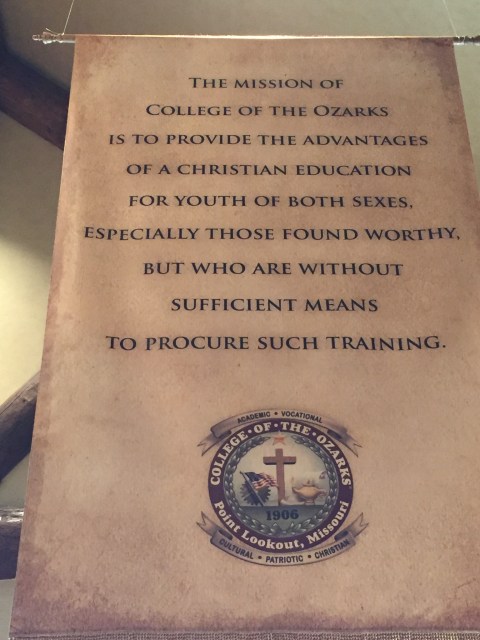 THE MISSION OF
COLLEGE OF THE OZARKS
IS TO PROVIDE THE ADVANTAGES
OF A CHRISTIAN EDUCATION
FOR YOUTH OF BOTH SEXES,
ESPECIALLY THOSE FOUND WORTHY,
BUT WHO ARE WITHOUT
SUFFICIENT MEANS
TO PROCURE SUCH TRAINING.
ACADEMIC • VOCATIONAL
COLLEGE • OF • THE • OZARKS
1906
Point Lookout, Missouri
CULTURAL • PATRIOTIC • CHRISTIAN